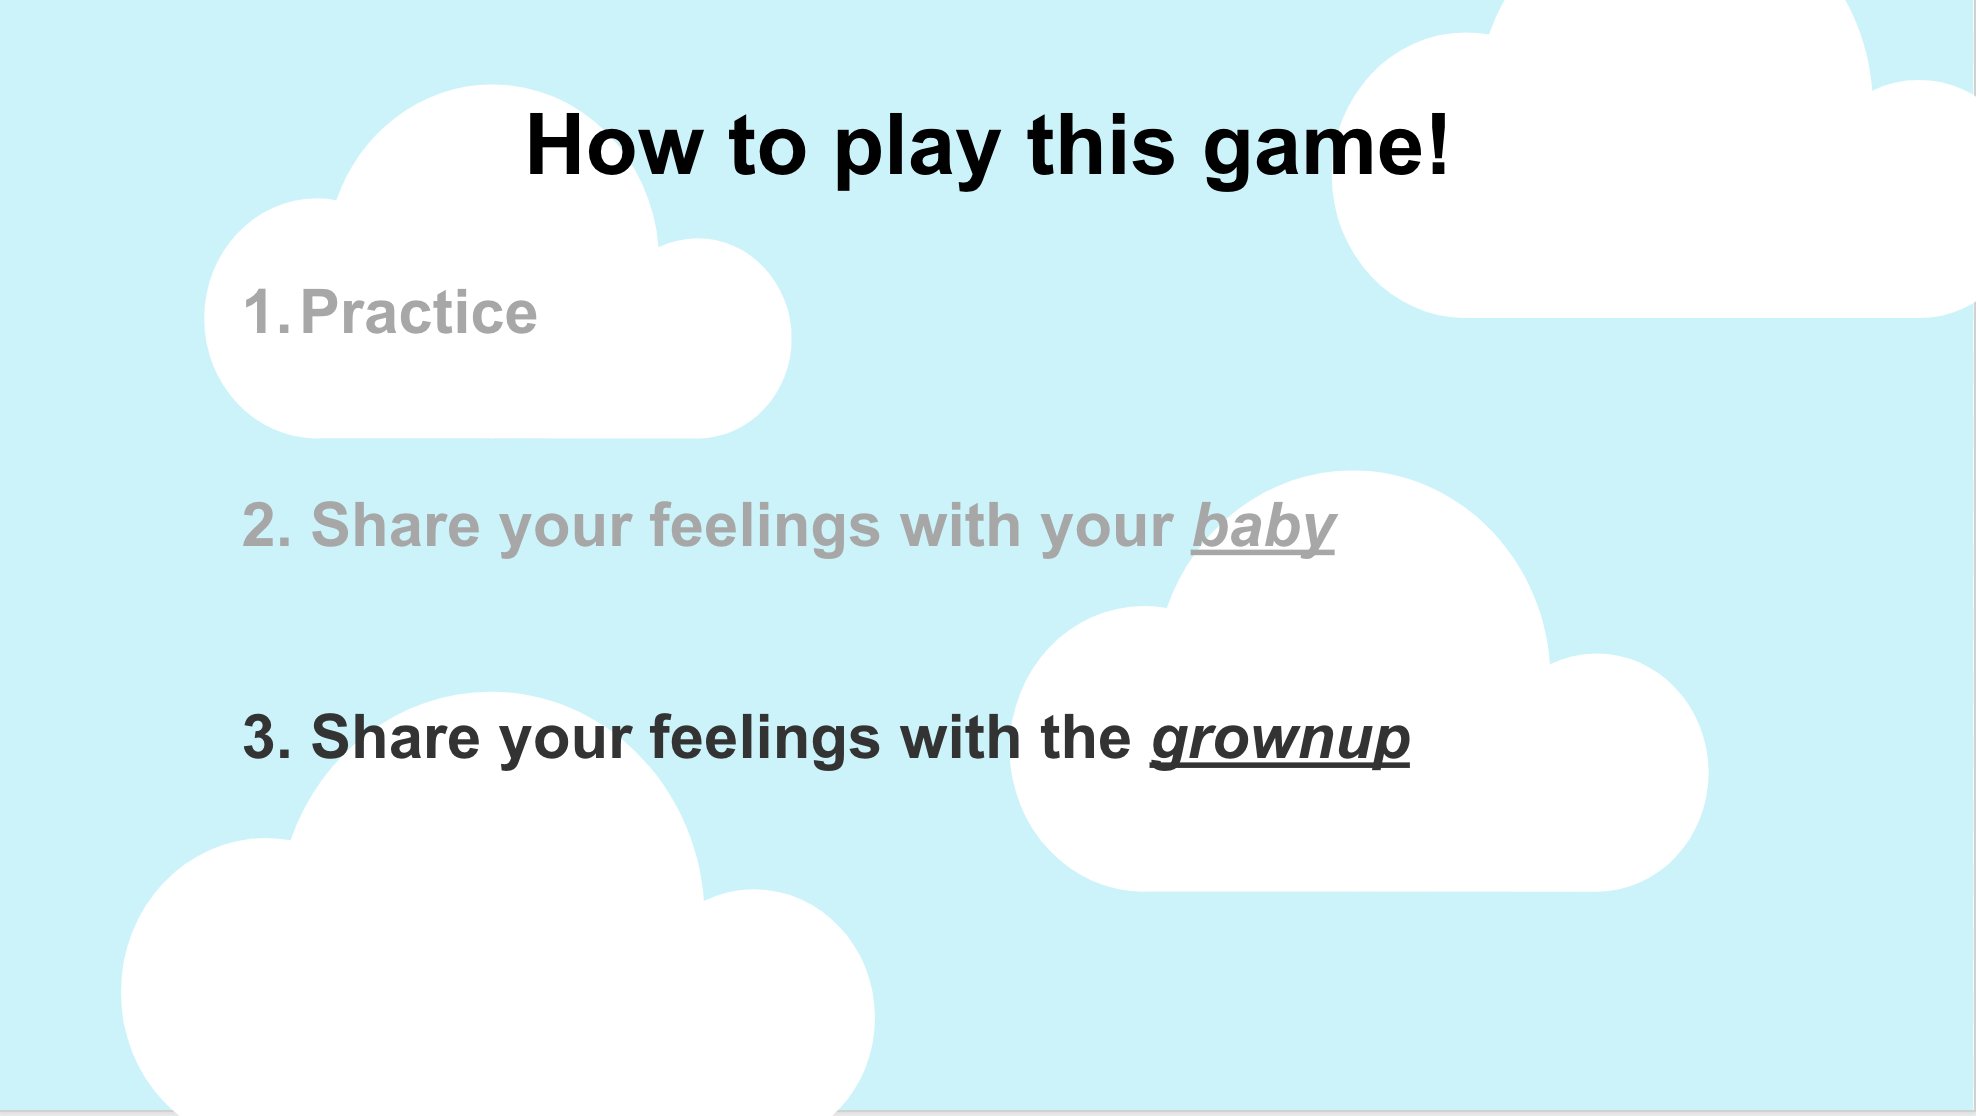 How to play this game!
1. Practice
2. Share your feelings with your baby
3. Share your feelings with the grownup